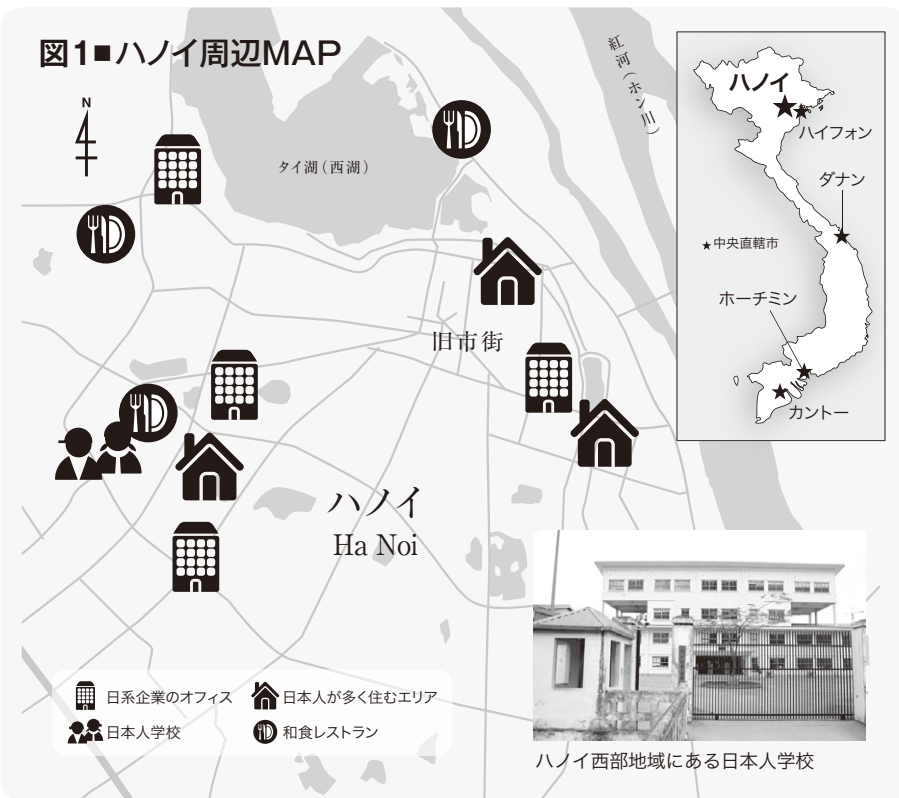 図1■ハノイ周辺MAP
N
タイ湖（西湖）
紅河（ホン川）
旧市街
ハノイ
Ha Noi
ハノイ
ハイフォン
ダナン
★中央直轄市
ホーチミン
カントー
日系企業のオフィス
日本人が多く住むエリア
日本人学校
和食レストラン
ハノイ西部地域にある日本人学校